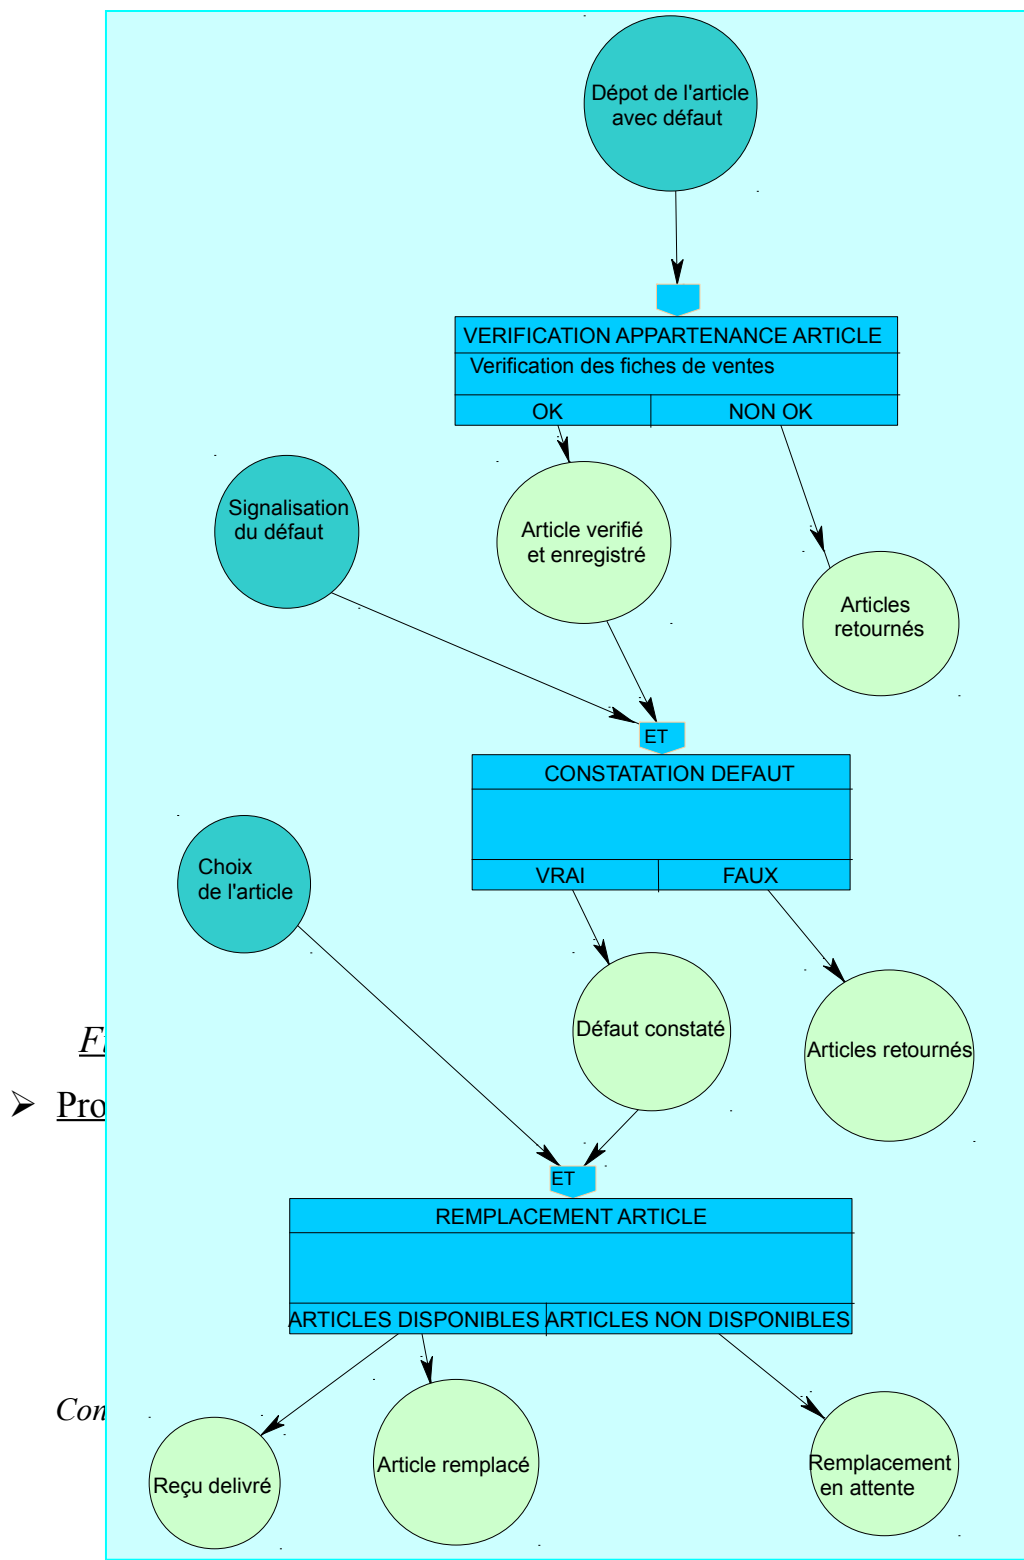 Dépot de l'article
avec défaut
VERIFICATION APPARTENANCE ARTICLE
Verification des fiches de ventes
OK
NON OK
Signalisation
du défaut
Article verifié
et enregistré
Articles
retournés
ET
CONSTATATION DEFAUT
VRAI
FAUX
Choix
de l'article
Défaut constaté
Articles retournés
ET
REMPLACEMENT ARTICLE
ARTICLES DISPONIBLES
ARTICLES NON DISPONIBLES
Reçu delivré
Article remplacé
Remplacement
en attente